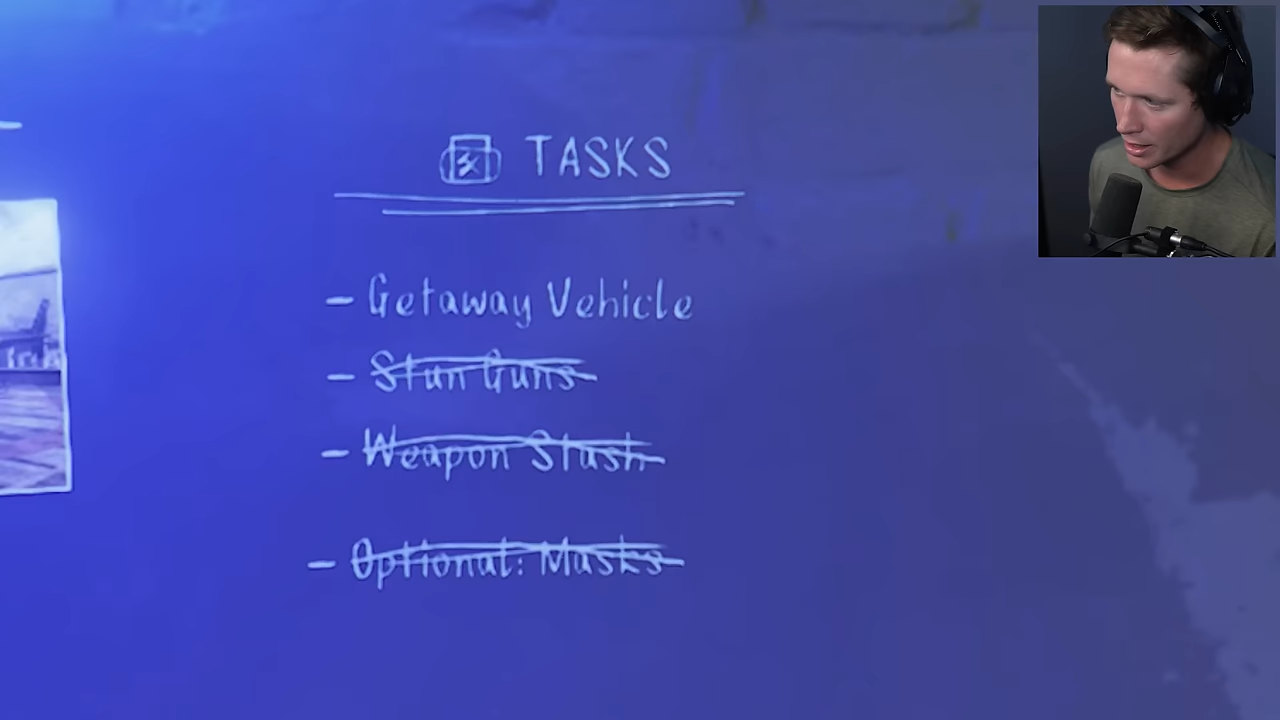 TASKS
- Getaway Vehicle
- Stun Guns
- Weapon Stash
- Optional: Masks